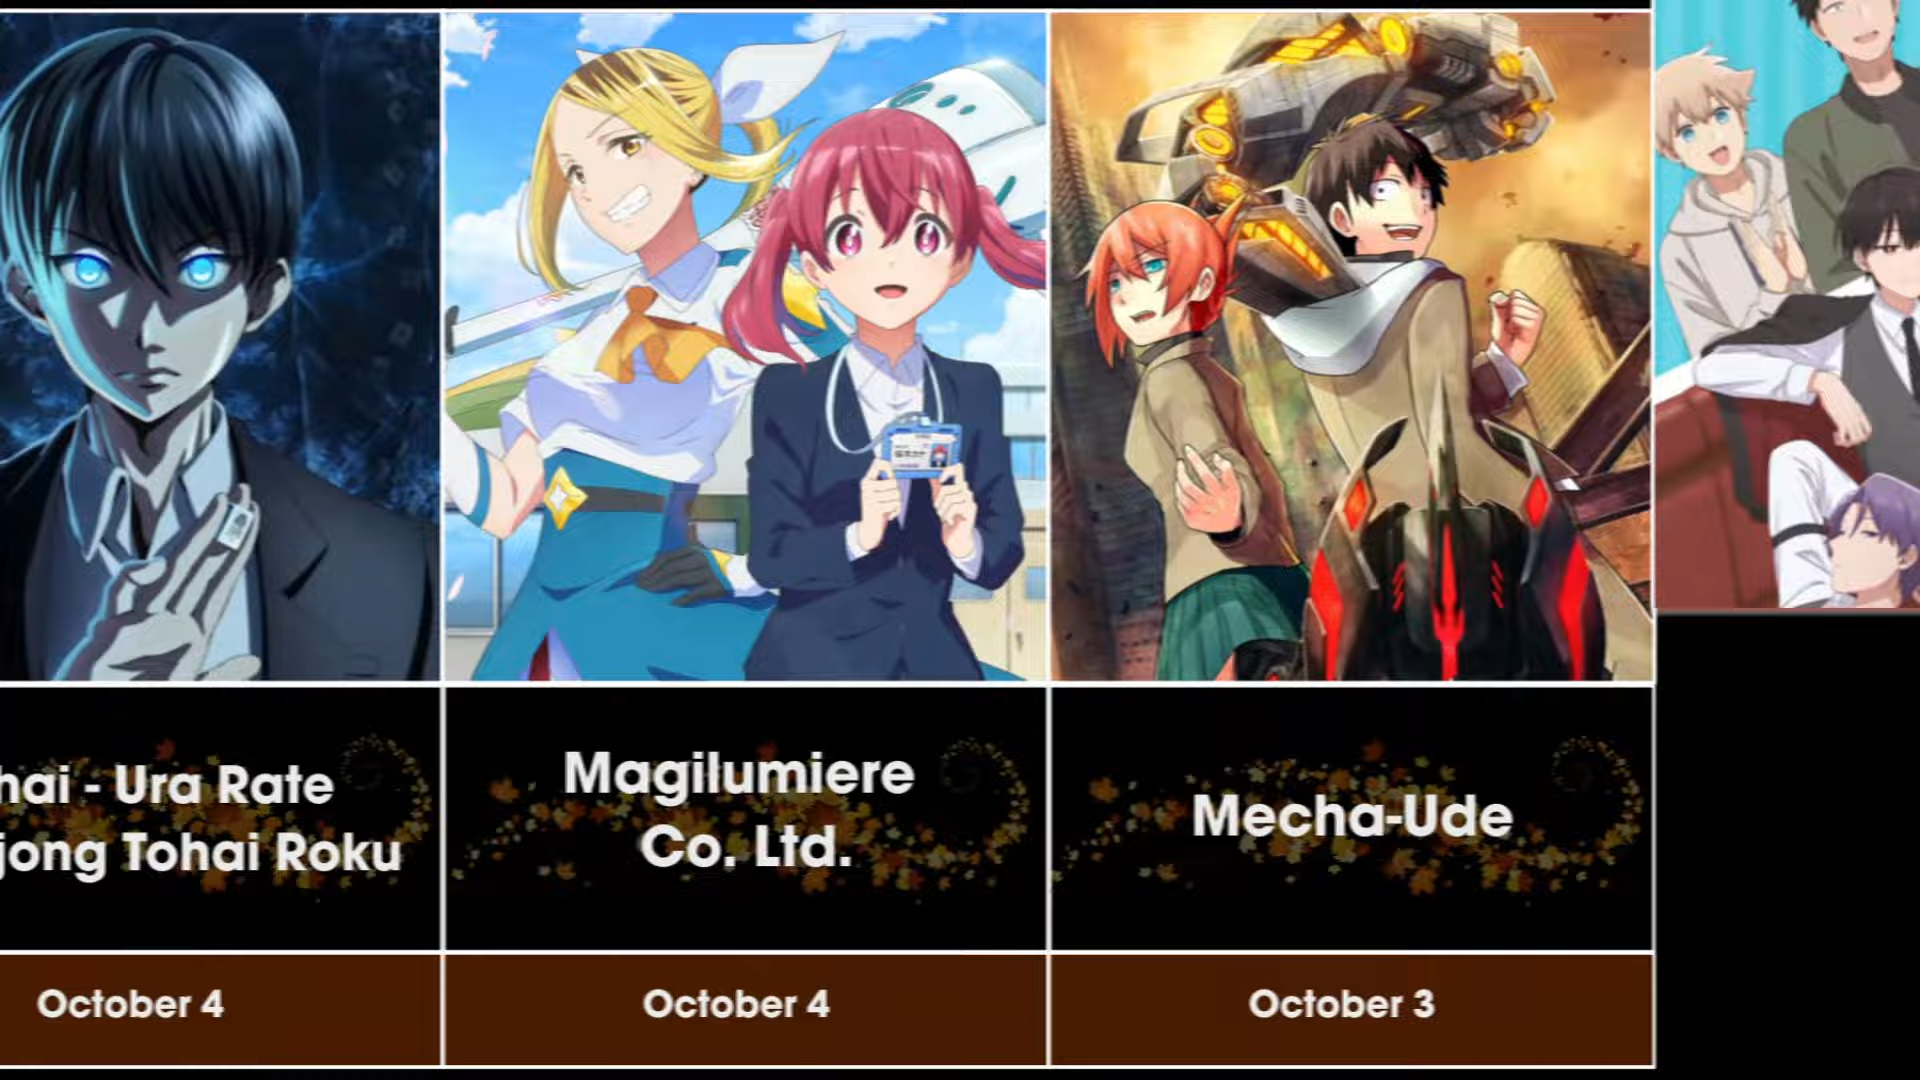 hai - Ura Rate
jong Tohai Roku
October 4
Magilumiere
Co. Ltd.
October 4
Mecha-Ude
October 3